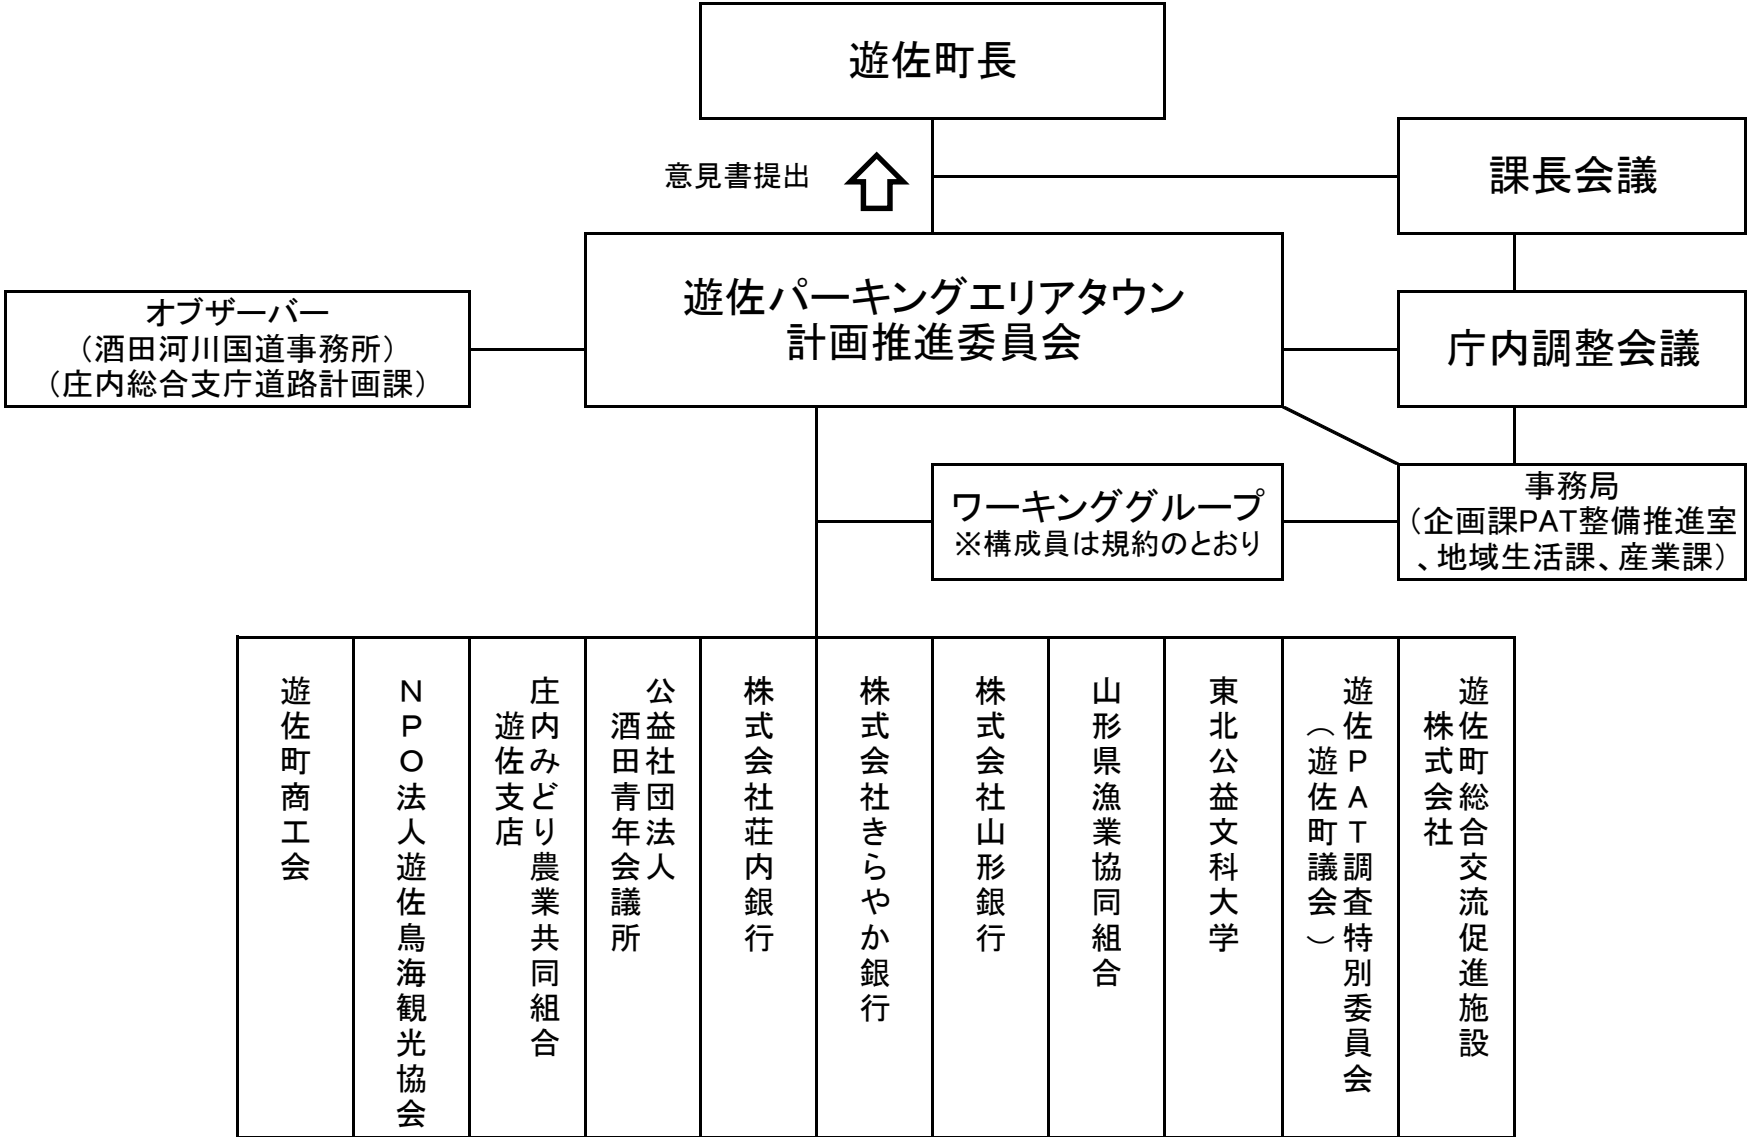 遊佐町長
意見書提出
課長会議
遊佐パーキングエリアタウン
計画推進委員会
オブザーバー
（酒田河川国道事務所）
（庄内総合支庁道路計画課）
庁内調整会議
ワーキンググループ
※構成員は規約のとおり
事務局
（企画課PAT整備推進室
、地域生活課、産業課）
遊佐町商工会
ＮＰＯ法人遊佐鳥海観光協会
庄内みどり農業共同組合
遊佐支店
公益社団法人
酒田青年会議所
株式会社荘内銀行
株式会社きらやか銀行
株式会社山形銀行
山形県漁業協同組合
東北公益文科大学
遊佐ＰＡＴ調査特別委員会
（遊佐町議会）
遊佐町総合交流促進施設
株式会社